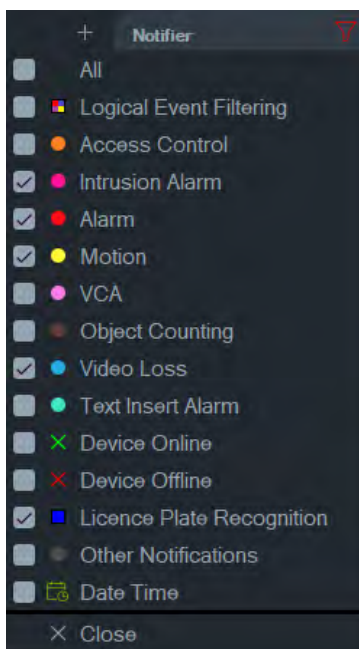 Notifier
All
Logical Event Filtering
Access Control
Intrusion Alarm
Alarm
Motion
VCA
Object Counting
Video Loss
Text Insert Alarm
Device Online
Device Offline
Licence Plate Recognition
Other Notifications
Date Time
Close